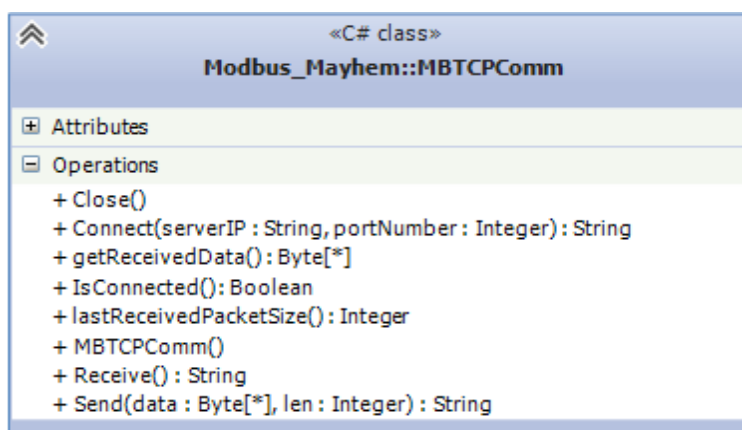 «C# class»
Modbus_Mayhem::MBTCPComm
Attributes
Operations
+ Close()
+ Connect(serverIP : String, portNumber : Integer) : String
+ getReceivedData() : Byte[*]
+ IsConnected(): Boolean
+ lastReceivedPacketSize() : Integer
+ MBTCPComm()
+ Receive() : String
+ Send(data : Byte[*], len : Integer) : String